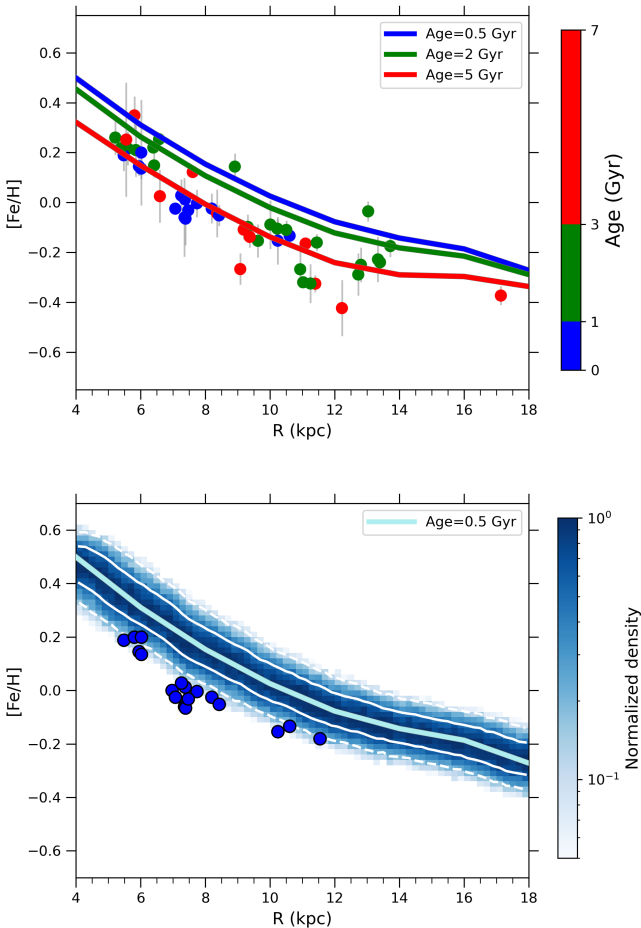 Age=0.5 Gyr
Age=2 Gyr
Age=5 Gyr
0.6
0.4
0.2
0.0
−0.2
−0.4
−0.6
[Fe/H]
4 6 8 10 12 14 16 18
R (kpc)
7
3
1
0
Age (Gyr)
Age=0.5 Gyr
0.6
0.4
0.2
0.0
−0.2
−0.4
−0.6
[Fe/H]
4 6 8 10 12 14 16 18
R (kpc)
10⁰
10⁻¹
Normalized density